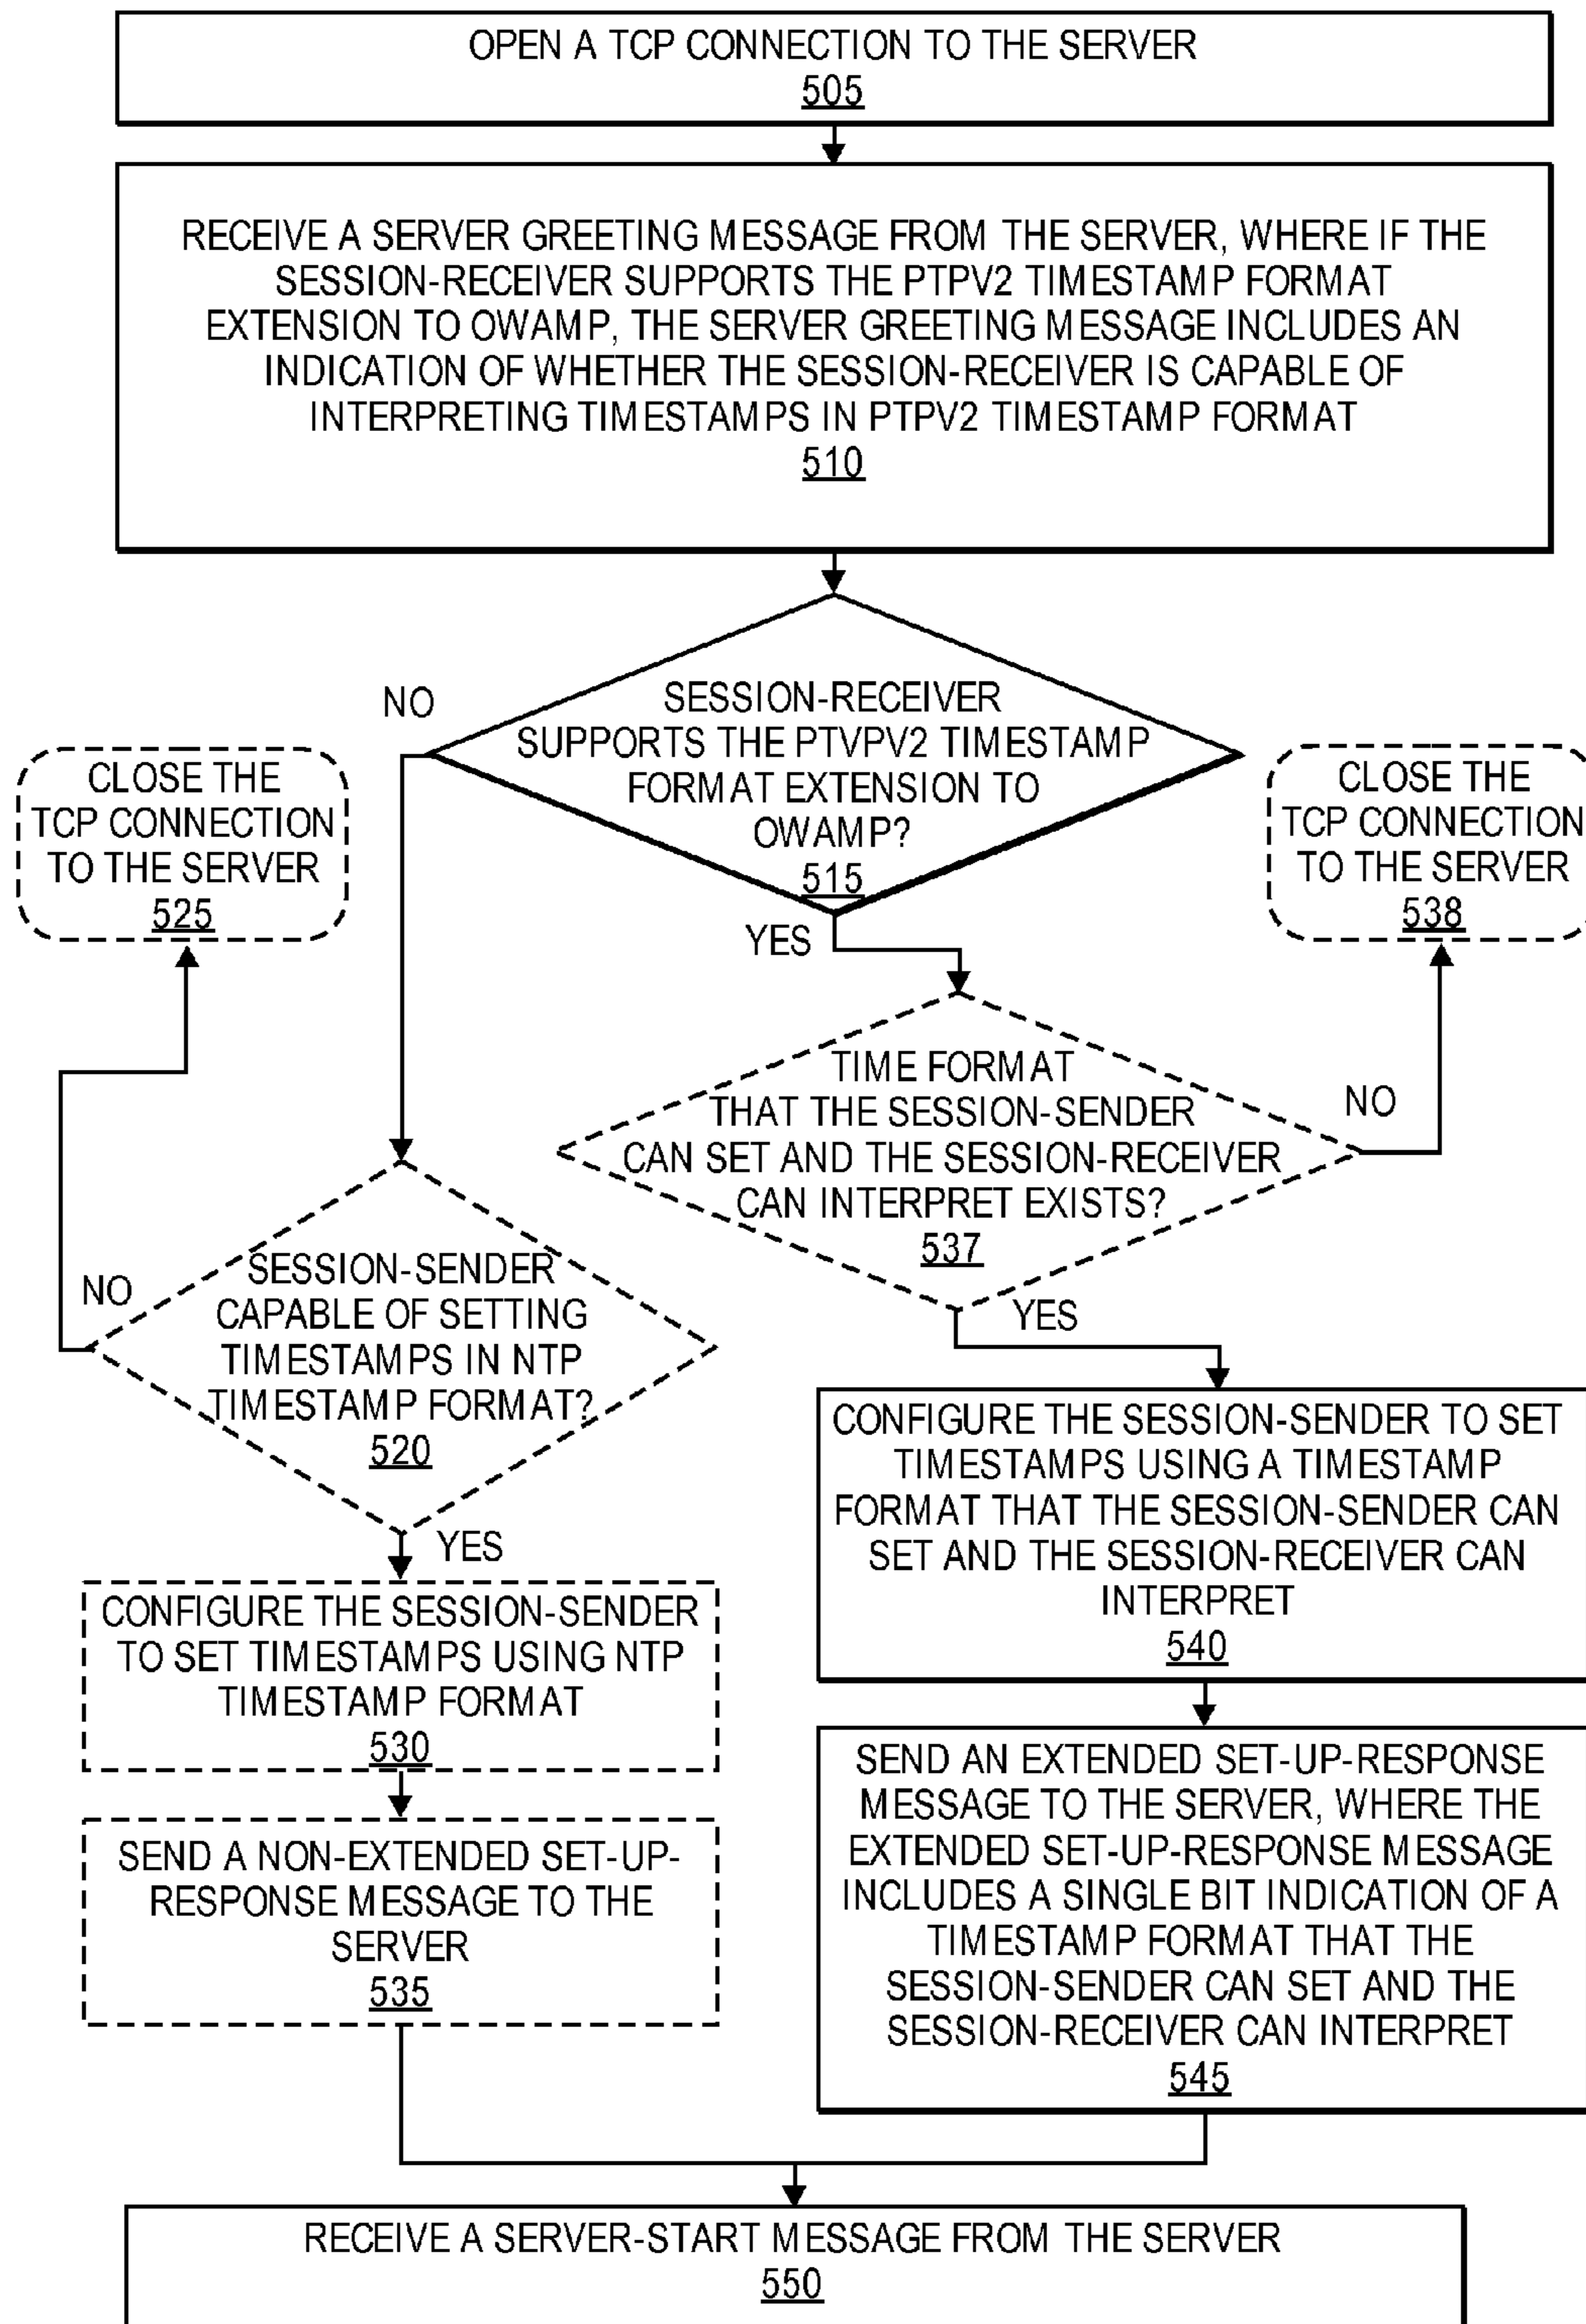 OPEN A TCP CONNECTION TO THE SERVER
505
RECEIVE A SERVER GREETING MESSAGE FROM THE SERVER, WHERE IF THE
SESSION-RECEIVER SUPPORTS THE PTPV2 TIMESTAMP FORMAT
EXTENSION TO OWAMP, THE SERVER GREETING MESSAGE INCLUDES AN
INDICATION OF WHETHER THE SESSION-RECEIVER IS CAPABLE OF
INTERPRETING TIMESTAMPS IN PTPV2 TIMESTAMP FORMAT
510
NO
SESSION-RECEIVER
SUPPORTS THE PTVPV2 TIMESTAMP
FORMAT EXTENSION TO
OWAMP?
515
YES
CLOSE THE
TCP CONNECTION
TO THE SERVER
525
CLOSE THE
TCP CONNECTION
TO THE SERVER
538
TIME FORMAT
THAT THE SESSION-SENDER
CAN SET AND THE SESSION-RECEIVER
CAN INTERPRET EXISTS?
537
NO
YES
NO
SESSION-SENDER
CAPABLE OF SETTING
TIMESTAMPS IN NTP
TIMESTAMP FORMAT?
520
YES
CONFIGURE THE SESSION-SENDER
TO SET TIMESTAMPS USING NTP
TIMESTAMP FORMAT
530
SEND A NON-EXTENDED SET-UP-
RESPONSE MESSAGE TO THE
SERVER
535
CONFIGURE THE SESSION-SENDER TO SET
TIMESTAMPS USING A TIMESTAMP
FORMAT THAT THE SESSION-SENDER CAN
SET AND THE SESSION-RECEIVER CAN
INTERPRET
540
SEND AN EXTENDED SET-UP-RESPONSE
MESSAGE TO THE SERVER, WHERE THE
EXTENDED SET-UP-RESPONSE MESSAGE
INCLUDES A SINGLE BIT INDICATION OF A
TIMESTAMP FORMAT THAT THE
SESSION-SENDER CAN SET AND THE
SESSION-RECEIVER CAN INTERPRET
545
RECEIVE A SERVER-START MESSAGE FROM THE SERVER
550